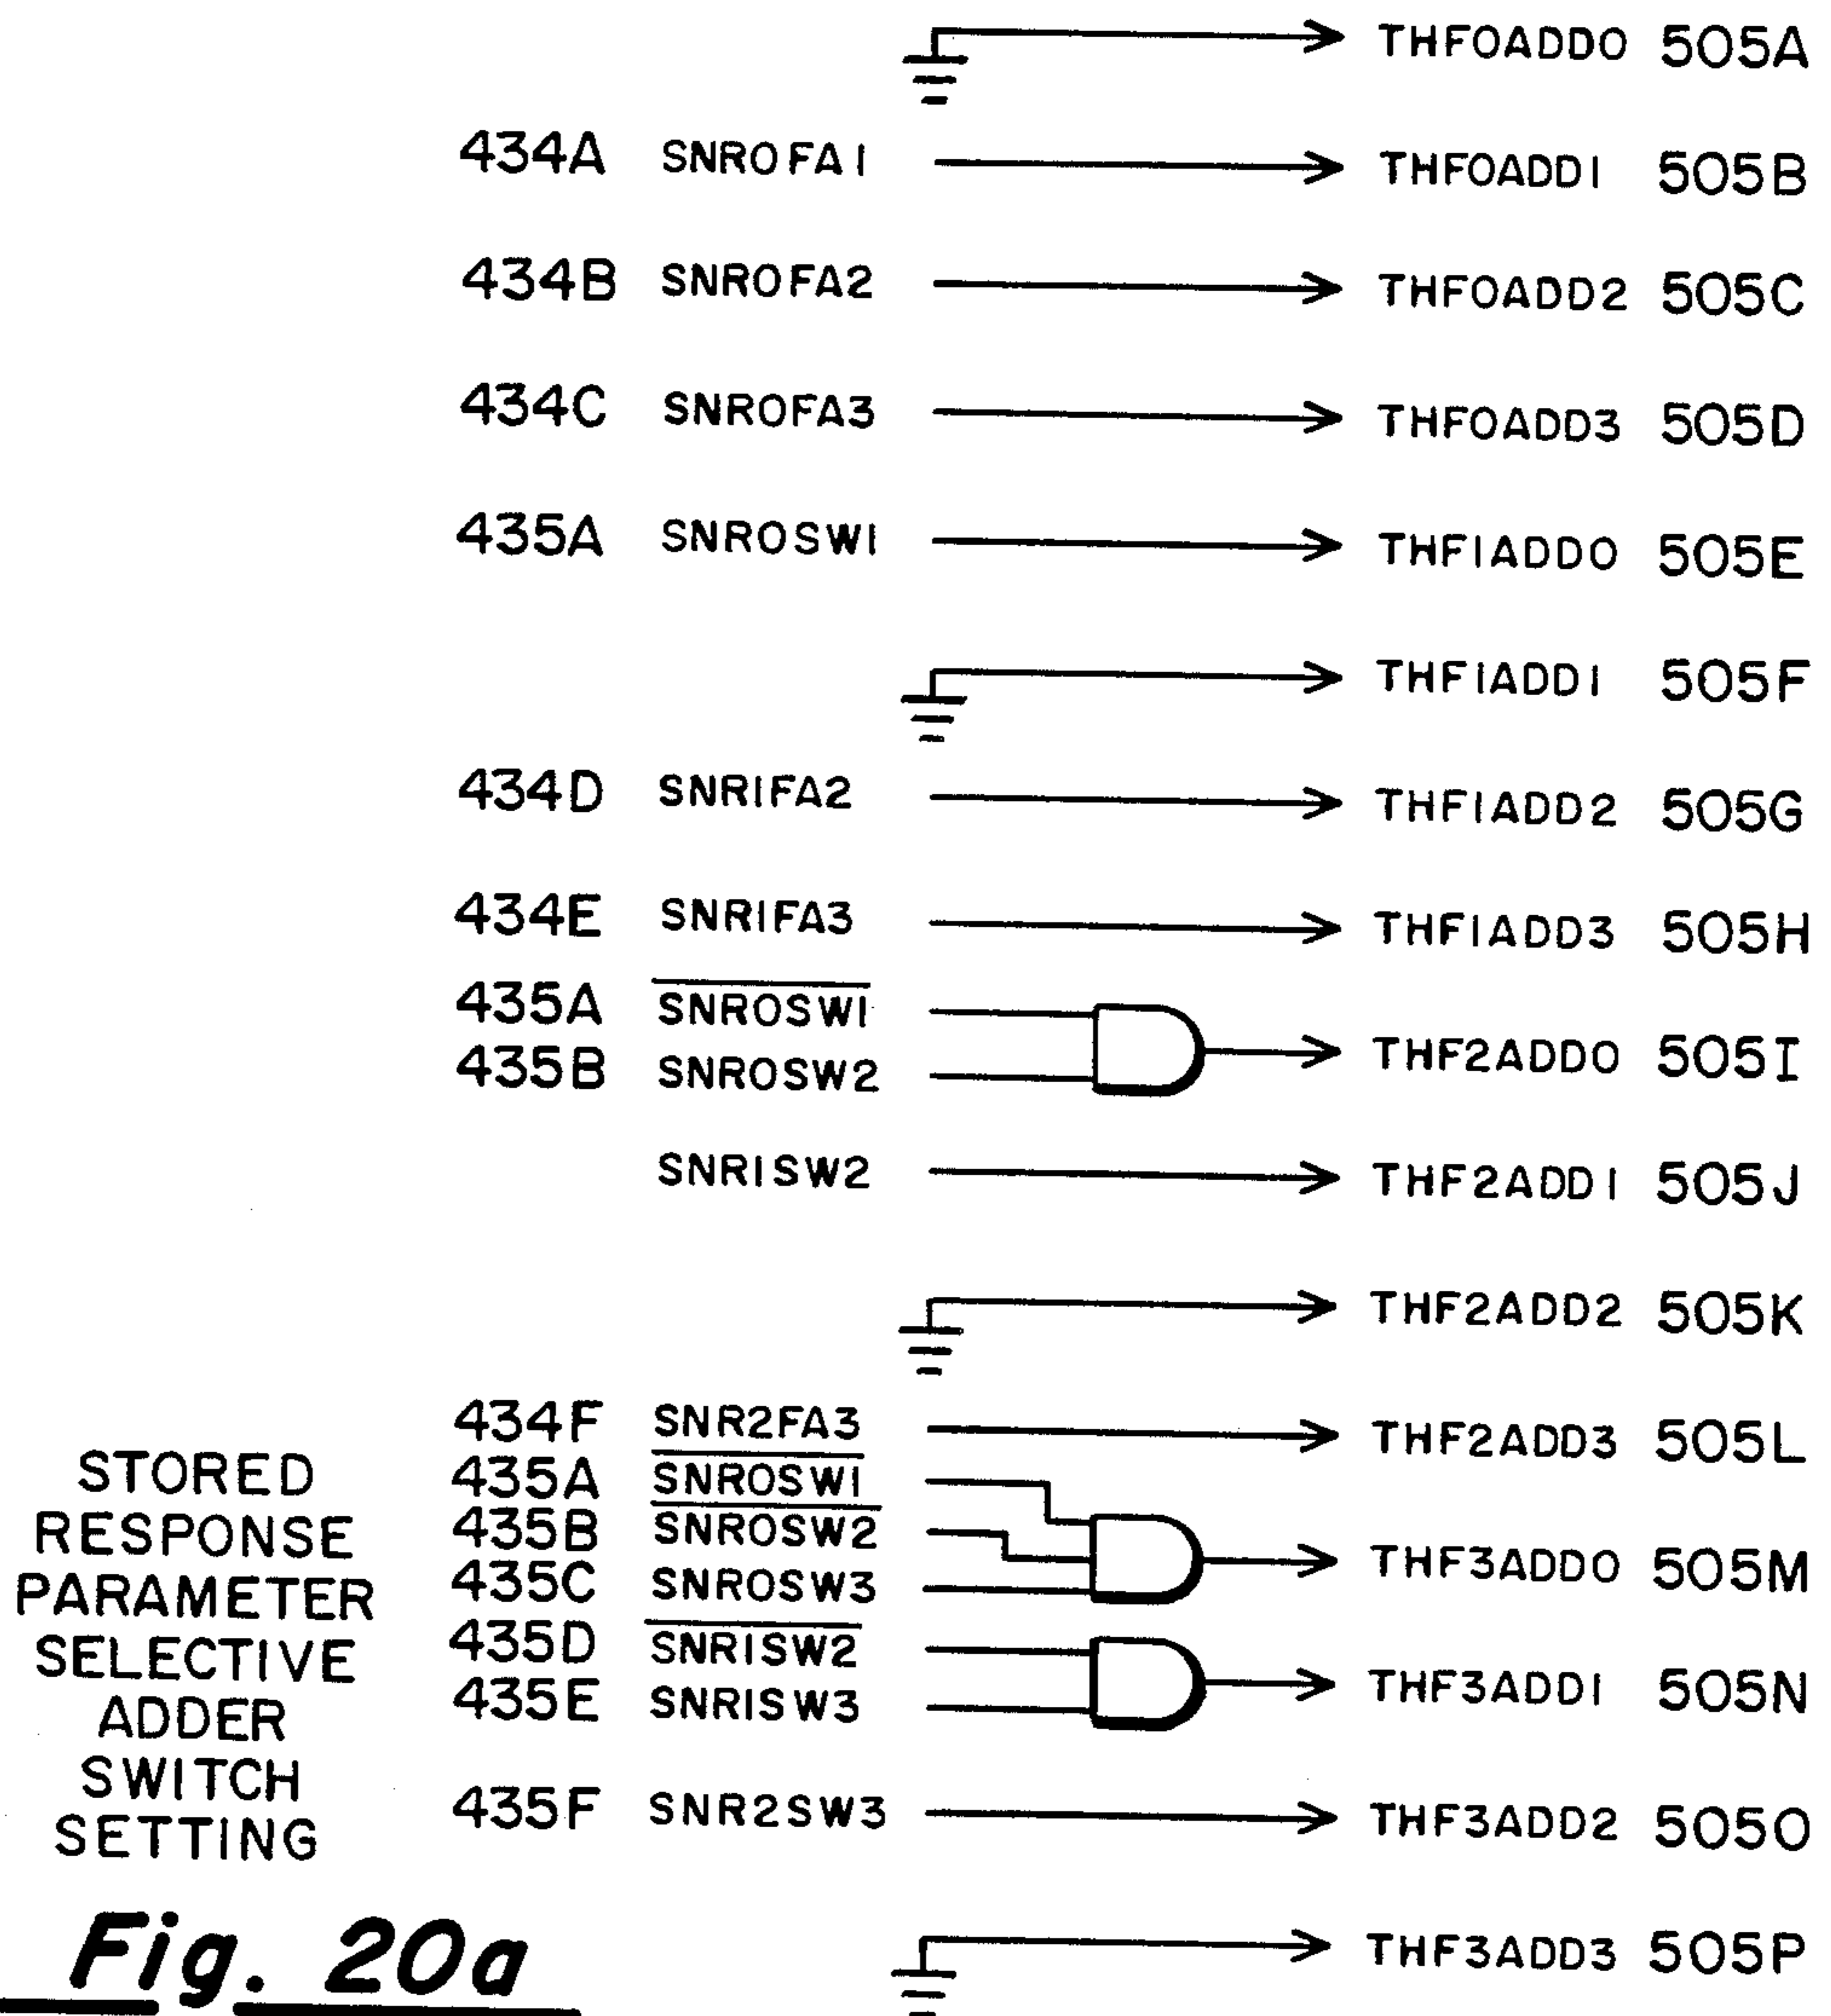 THF0ADD0 505A
434A SNR0FA1 THF0ADD1 505B
434B SNR0FA2 THF0ADD2 505C
434C SNR0FA3 THF0ADD3 505D
435A SNR0SW1 THF1ADD0 505E
THF1ADD1 505F
434D SNR1FA2 THF1ADD2 505G
434E SNR1FA3 THF1ADD3 505H
435A SNR0SW1
435B SNR0SW2 THF2ADD0 505I
SNR1SW2 THF2ADD1 505J
THF2ADD2 505K
434F SNR2FA3 THF2ADD3 505L
435A SNR0SW1
435B SNR0SW2
435C SNR0SW3 THF3ADD0 505M
435D SNR1SW2
435E SNR1SW3 THF3ADD1 505N
435F SNR2SW3 THF3ADD2 505O
THF3ADD3 505P
STORED
RESPONSE
PARAMETER
SELECTIVE
ADDER
SWITCH
SETTING
Fig. 20a